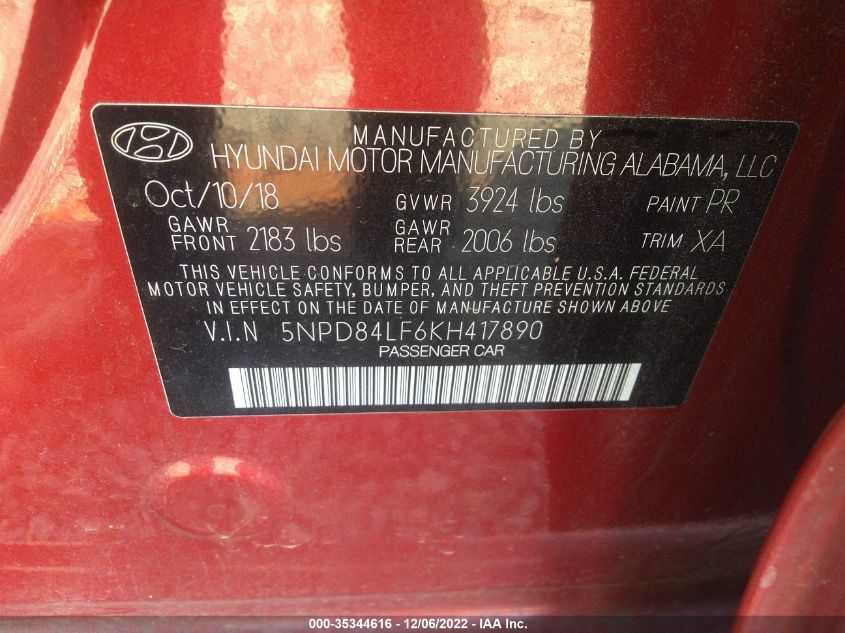 MANUFACTURED BY
HYUNDAI MOTOR MANUFACTURING ALABAMA, LLC
Oct/10/18 GVWR 3924 lbs PAINT PR
GAWR FRONT 2183 lbs GAWR REAR 2006 lbs TRIM XA
THIS VEHICLE CONFORMS TO ALL APPLICABLE U.S.A. FEDERAL
MOTOR VEHICLE SAFETY, BUMPER, AND THEFT PREVENTION STANDARDS
IN EFFECT ON THE DATE OF MANUFACTURE SHOWN ABOVE
V.I.N 5NPD84LF6KH417890
PASSENGER CAR
000-35344616 - 12/06/2022 - IAA Inc.